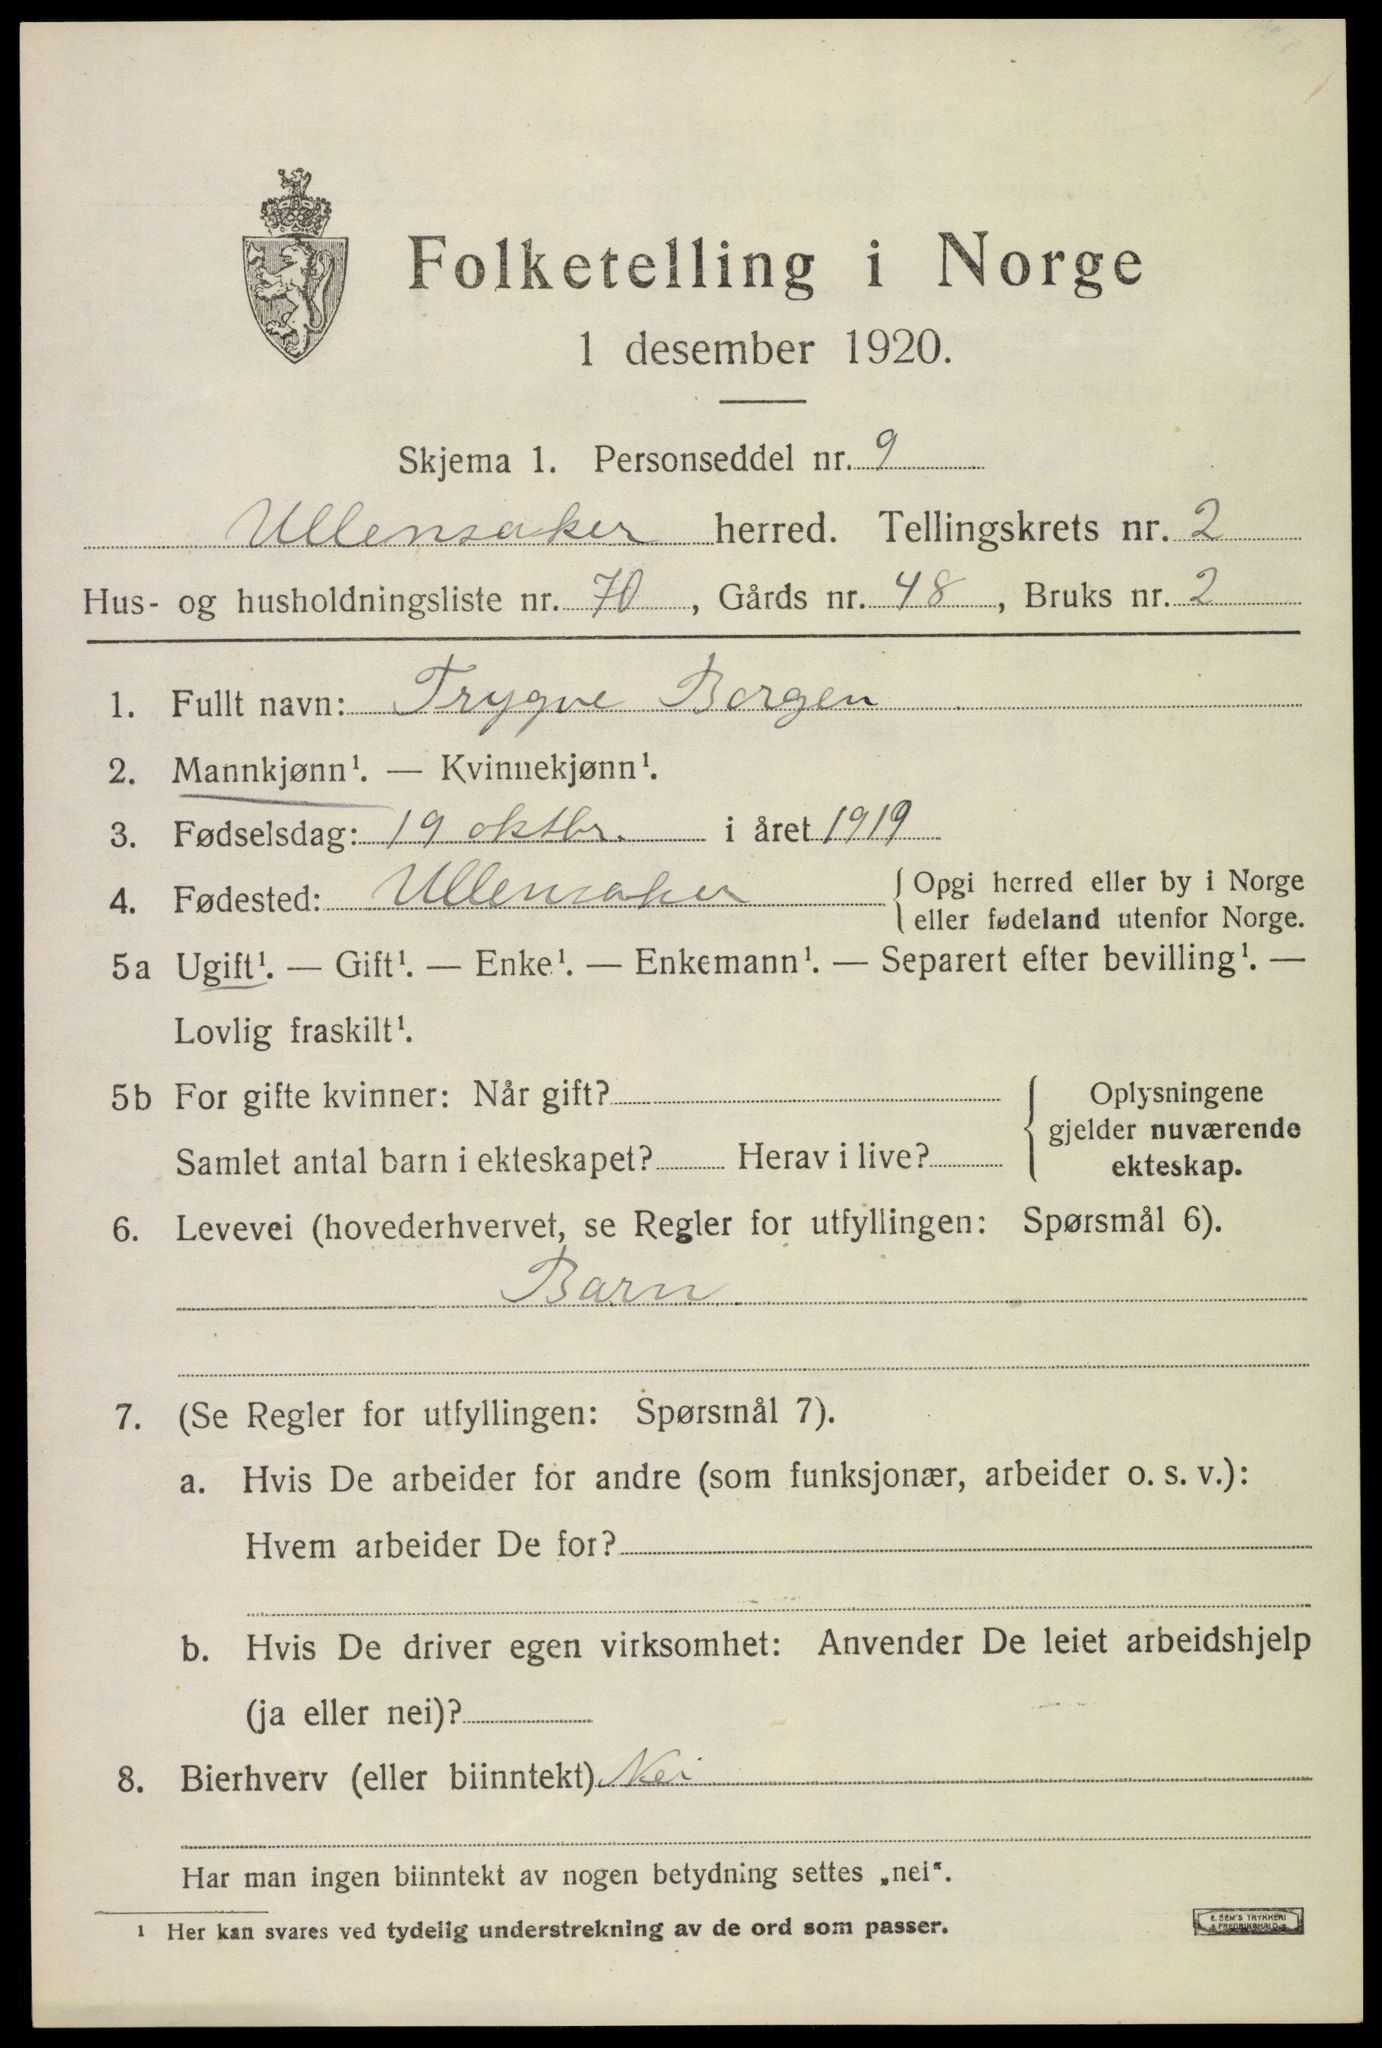 Folketelling i Norge
1 desember 1920.
Skjema 1. Personseddel nr. 9
Ullensaker herred. Tellingskrets nr. 2
Hus- og husholdningsliste nr. 70, Gårds nr. 48, Bruks nr. 2
1. Fullt navn: Trygve Borgen
2. Mannkjønn¹. — Kvinnekjønn¹.
3. Fødselsdag: 19 oktbr. i året 1919
4. Fødested: Ullensaker { Opgi herred eller by i Norge
eller fødeland utenfor Norge.
5a Ugift¹. — Gift¹. — Enke¹. — Enkemann¹. — Separert efter bevilling¹. —
Lovlig fraskilt¹.
5b For gifte kvinner: Når gift? { Oplysningene
gjelder nuværende
Samlet antal barn i ekteskapet? Herav i live? ekteskap.
6. Levevei (hovederhvervet, se Regler for utfyllingen: Spørsmål 6).
Barn
7. (Se Regler for utfyllingen: Spørsmål 7).
a. Hvis De arbeider for andre (som funksjonær, arbeider o. s. v.):
Hvem arbeider De for?
b. Hvis De driver egen virksomhet: Anvender De leiet arbeidshjelp
(ja eller nei)?
8. Bierhverv (eller biinntekt) Nei
Har man ingen biinntekt av nogen betydning settes „nei“.
¹ Her kan svares ved tydelig understrekning av de ord som passer.
E. SEM'S TRYKKERI
FREDRIKSHALD